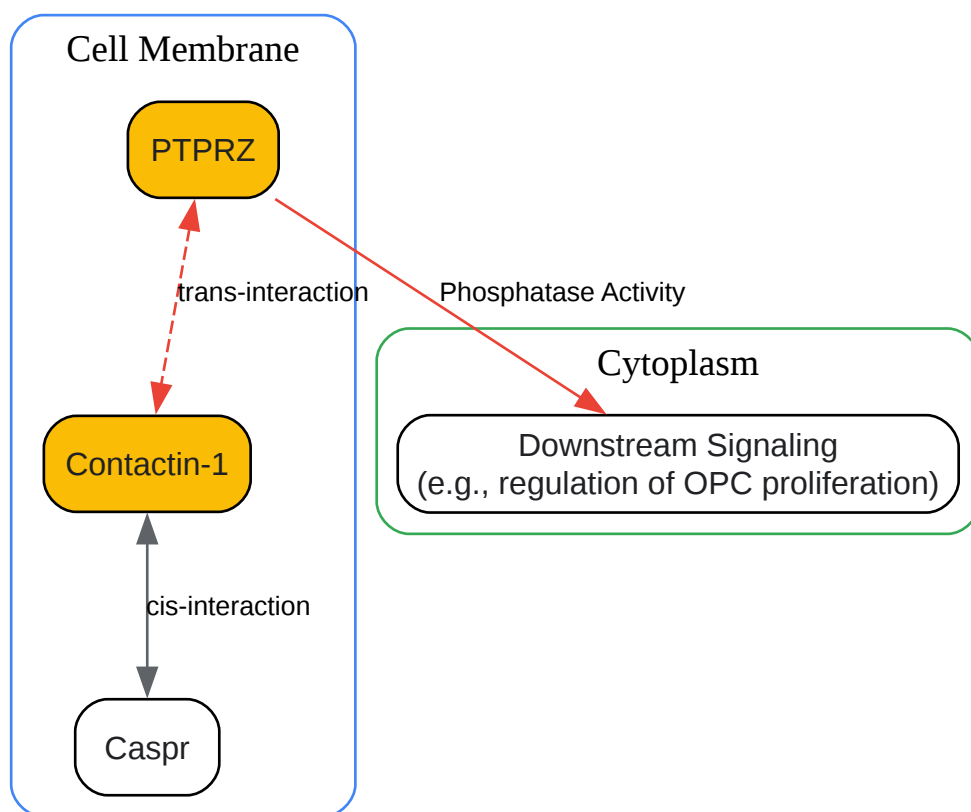 Cell Membrane
PTPRZ
trans-interaction
Phosphatase Activity
Cytoplasm
Contactin-1
Downstream Signaling
(e.g., regulation of OPC proliferation)
cis-interaction
Caspr